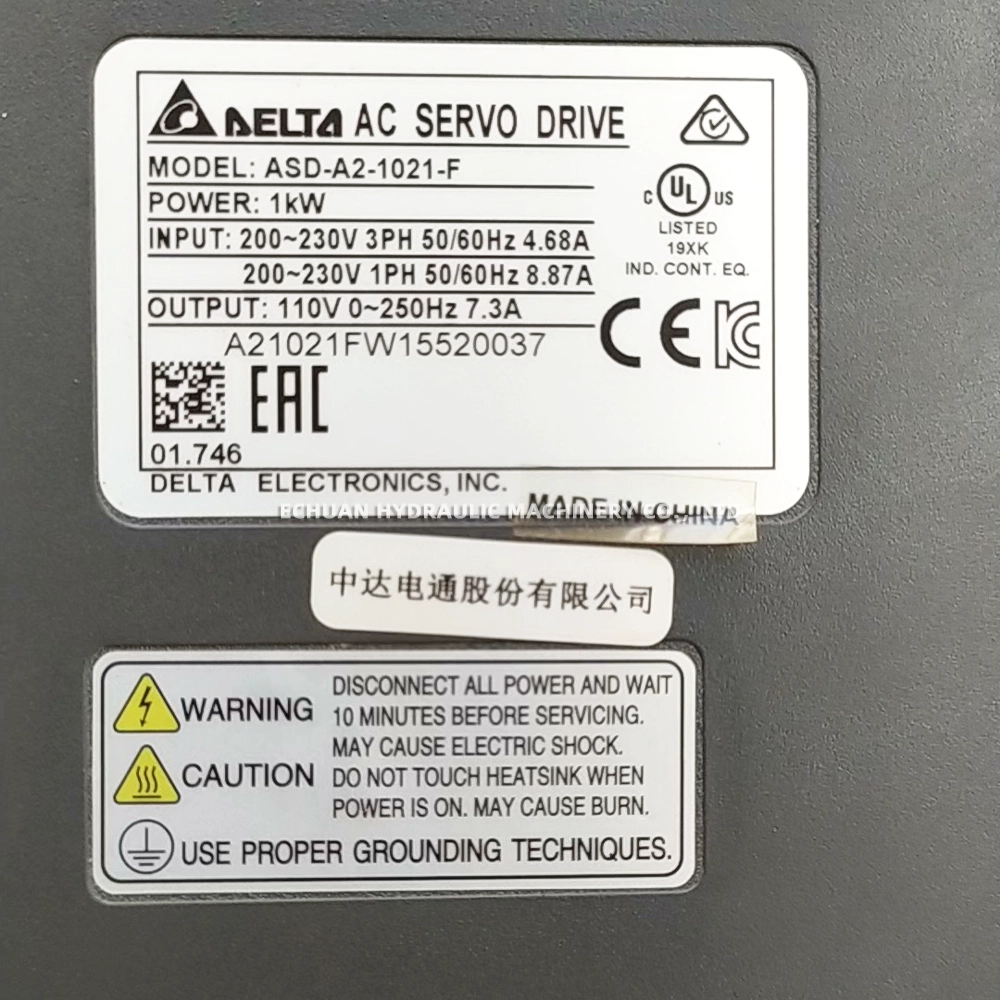 DELTA AC SERVO DRIVE
MODEL: ASD-A2-1021-F
POWER: 1kW
INPUT: 200~230V 3PH 50/60Hz 4.68A
200~230V 1PH 50/60Hz 8.87A
OUTPUT: 110V 0~250Hz 7.3A
A21021FW15520037
C UL US
LISTED
19XK
IND. CONT. EQ.
CE
EAC
01.746
DELTA ELECTRONICS, INC.
MADE IN CHINA
ECHUAN HYDRAULIC MACHINERY
中达电通股份有限公司
WARNING
DISCONNECT ALL POWER AND WAIT
10 MINUTES BEFORE SERVICING.
MAY CAUSE ELECTRIC SHOCK.
CAUTION
DO NOT TOUCH HEATSINK WHEN
POWER IS ON. MAY CAUSE BURN.
USE PROPER GROUNDING TECHNIQUES.